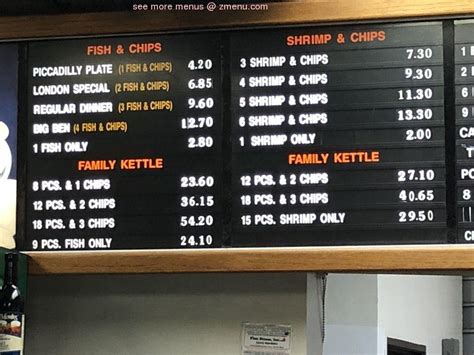 see more menus @ zmenu.com
FISH & CHIPS
PICCADILLY PLATE (1 FISH & CHIPS) 4.20
LONDON SPECIAL (2 FISH & CHIPS) 6.85
REGULAR DINNER (3 FISH & CHIPS) 9.60
BIG BEN (4 FISH & CHIPS) 12.70
1 FISH ONLY 2.80
FAMILY KETTLE
8 PCS. & 1 CHIPS 23.60
12 PCS. & 2 CHIPS 36.15
18 PCS. & 3 CHIPS 54.20
9 PCS. FISH ONLY 24.10
SHRIMP & CHIPS
3 SHRIMP & CHIPS 7.30
4 SHRIMP & CHIPS 9.30
5 SHRIMP & CHIPS 11.30
6 SHRIMP & CHIPS 13.30
1 SHRIMP ONLY 2.00
FAMILY KETTLE
12 PCS. & 2 CHIPS 27.10
18 PCS. & 3 CHIPS 40.65
15 PCS. SHRIMP ONLY 29.50